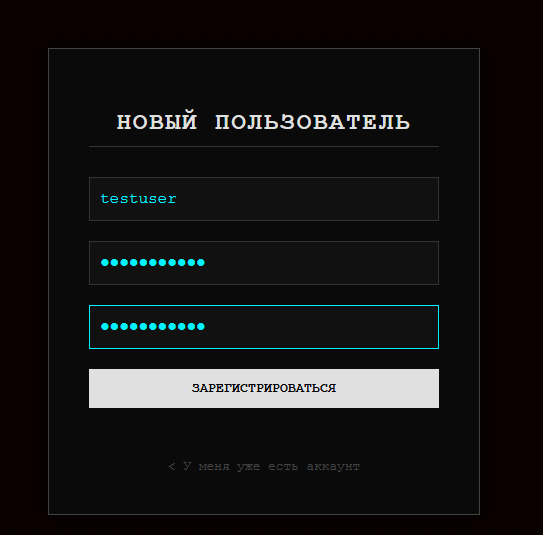 НОВЫЙ ПОЛЬЗОВАТЕЛЬ
testuser
●●●●●●●●●●●
●●●●●●●●●●●
ЗАРЕГИСТРИРОВАТЬСЯ
< У меня уже есть аккаунт